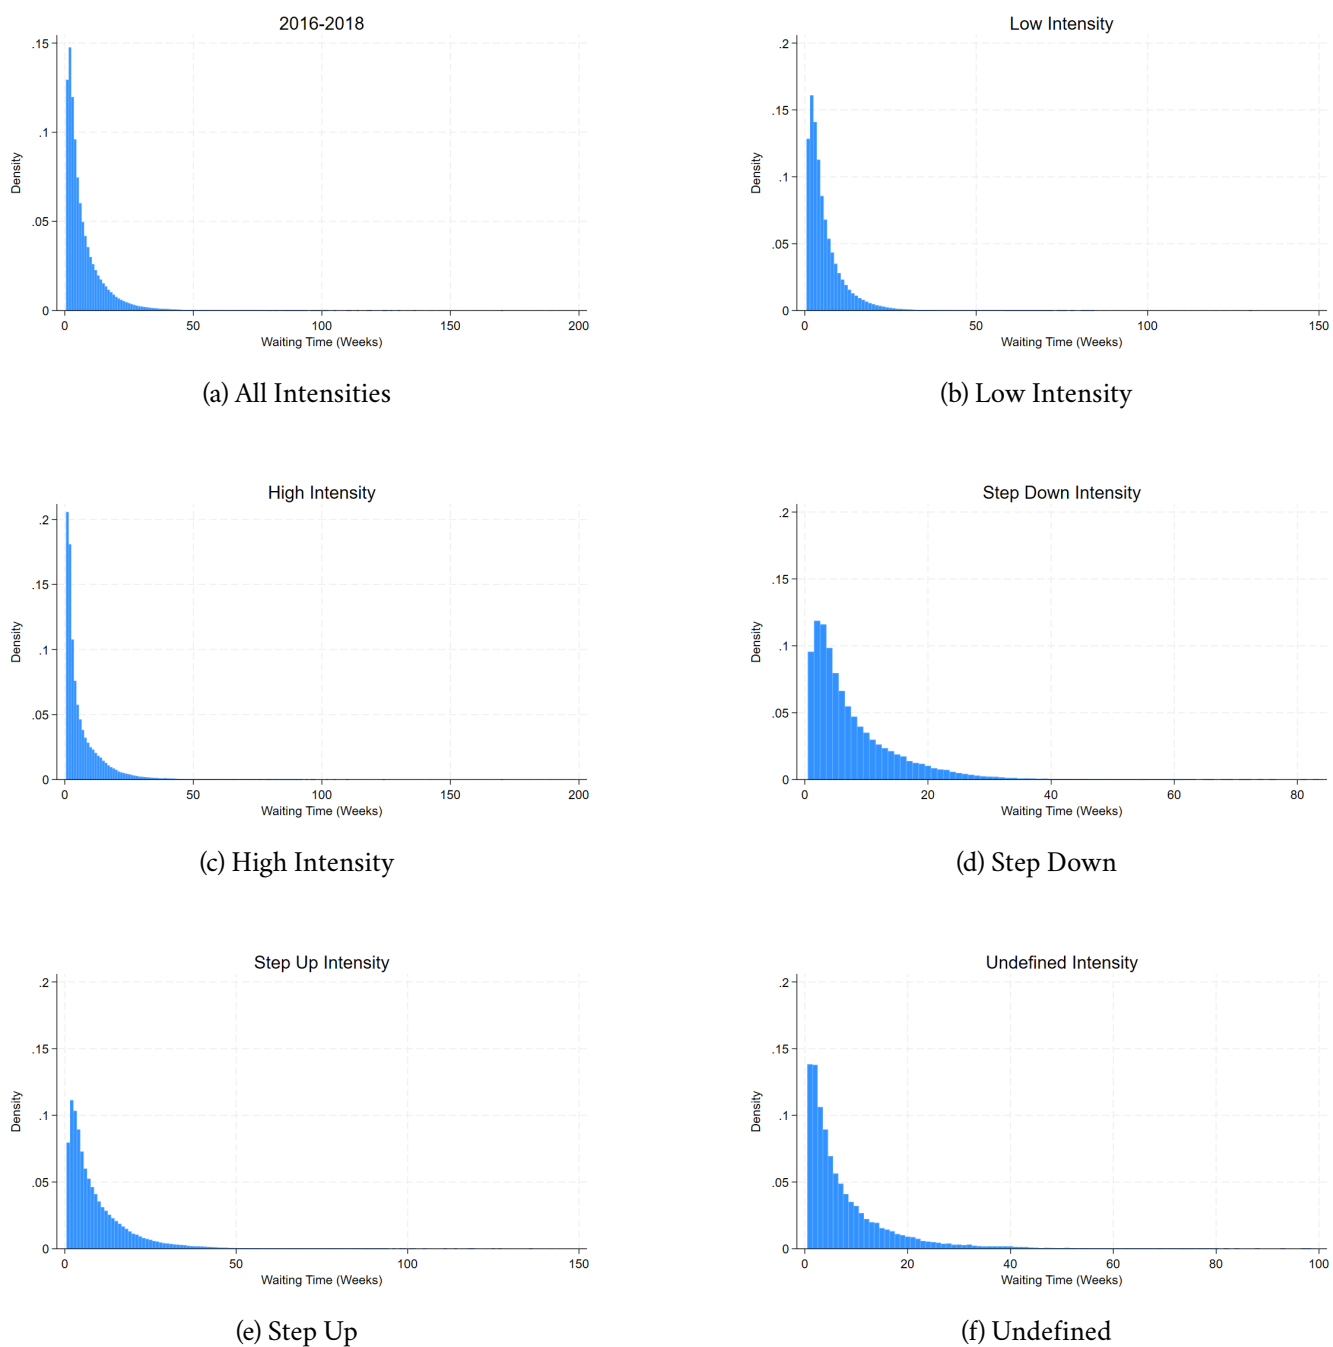 2016-2018
.15
.1
.05
0
Density
0 50 100 150 200
Waiting Time (Weeks)
(a) All Intensities
Low Intensity
.2
.15
.1
.05
0
Density
0 50 100 150
Waiting Time (Weeks)
(b) Low Intensity
High Intensity
.2
.15
.1
.05
0
Density
0 50 100 150 200
Waiting Time (Weeks)
(c) High Intensity
Step Down Intensity
.2
.15
.1
.05
0
Density
0 20 40 60 80
Waiting Time (Weeks)
(d) Step Down
Step Up Intensity
.2
.15
.1
.05
0
Density
0 50 100 150
Waiting Time (Weeks)
(e) Step Up
Undefined Intensity
.2
.15
.1
.05
0
Density
0 20 40 60 80 100
Waiting Time (Weeks)
(f) Undefined